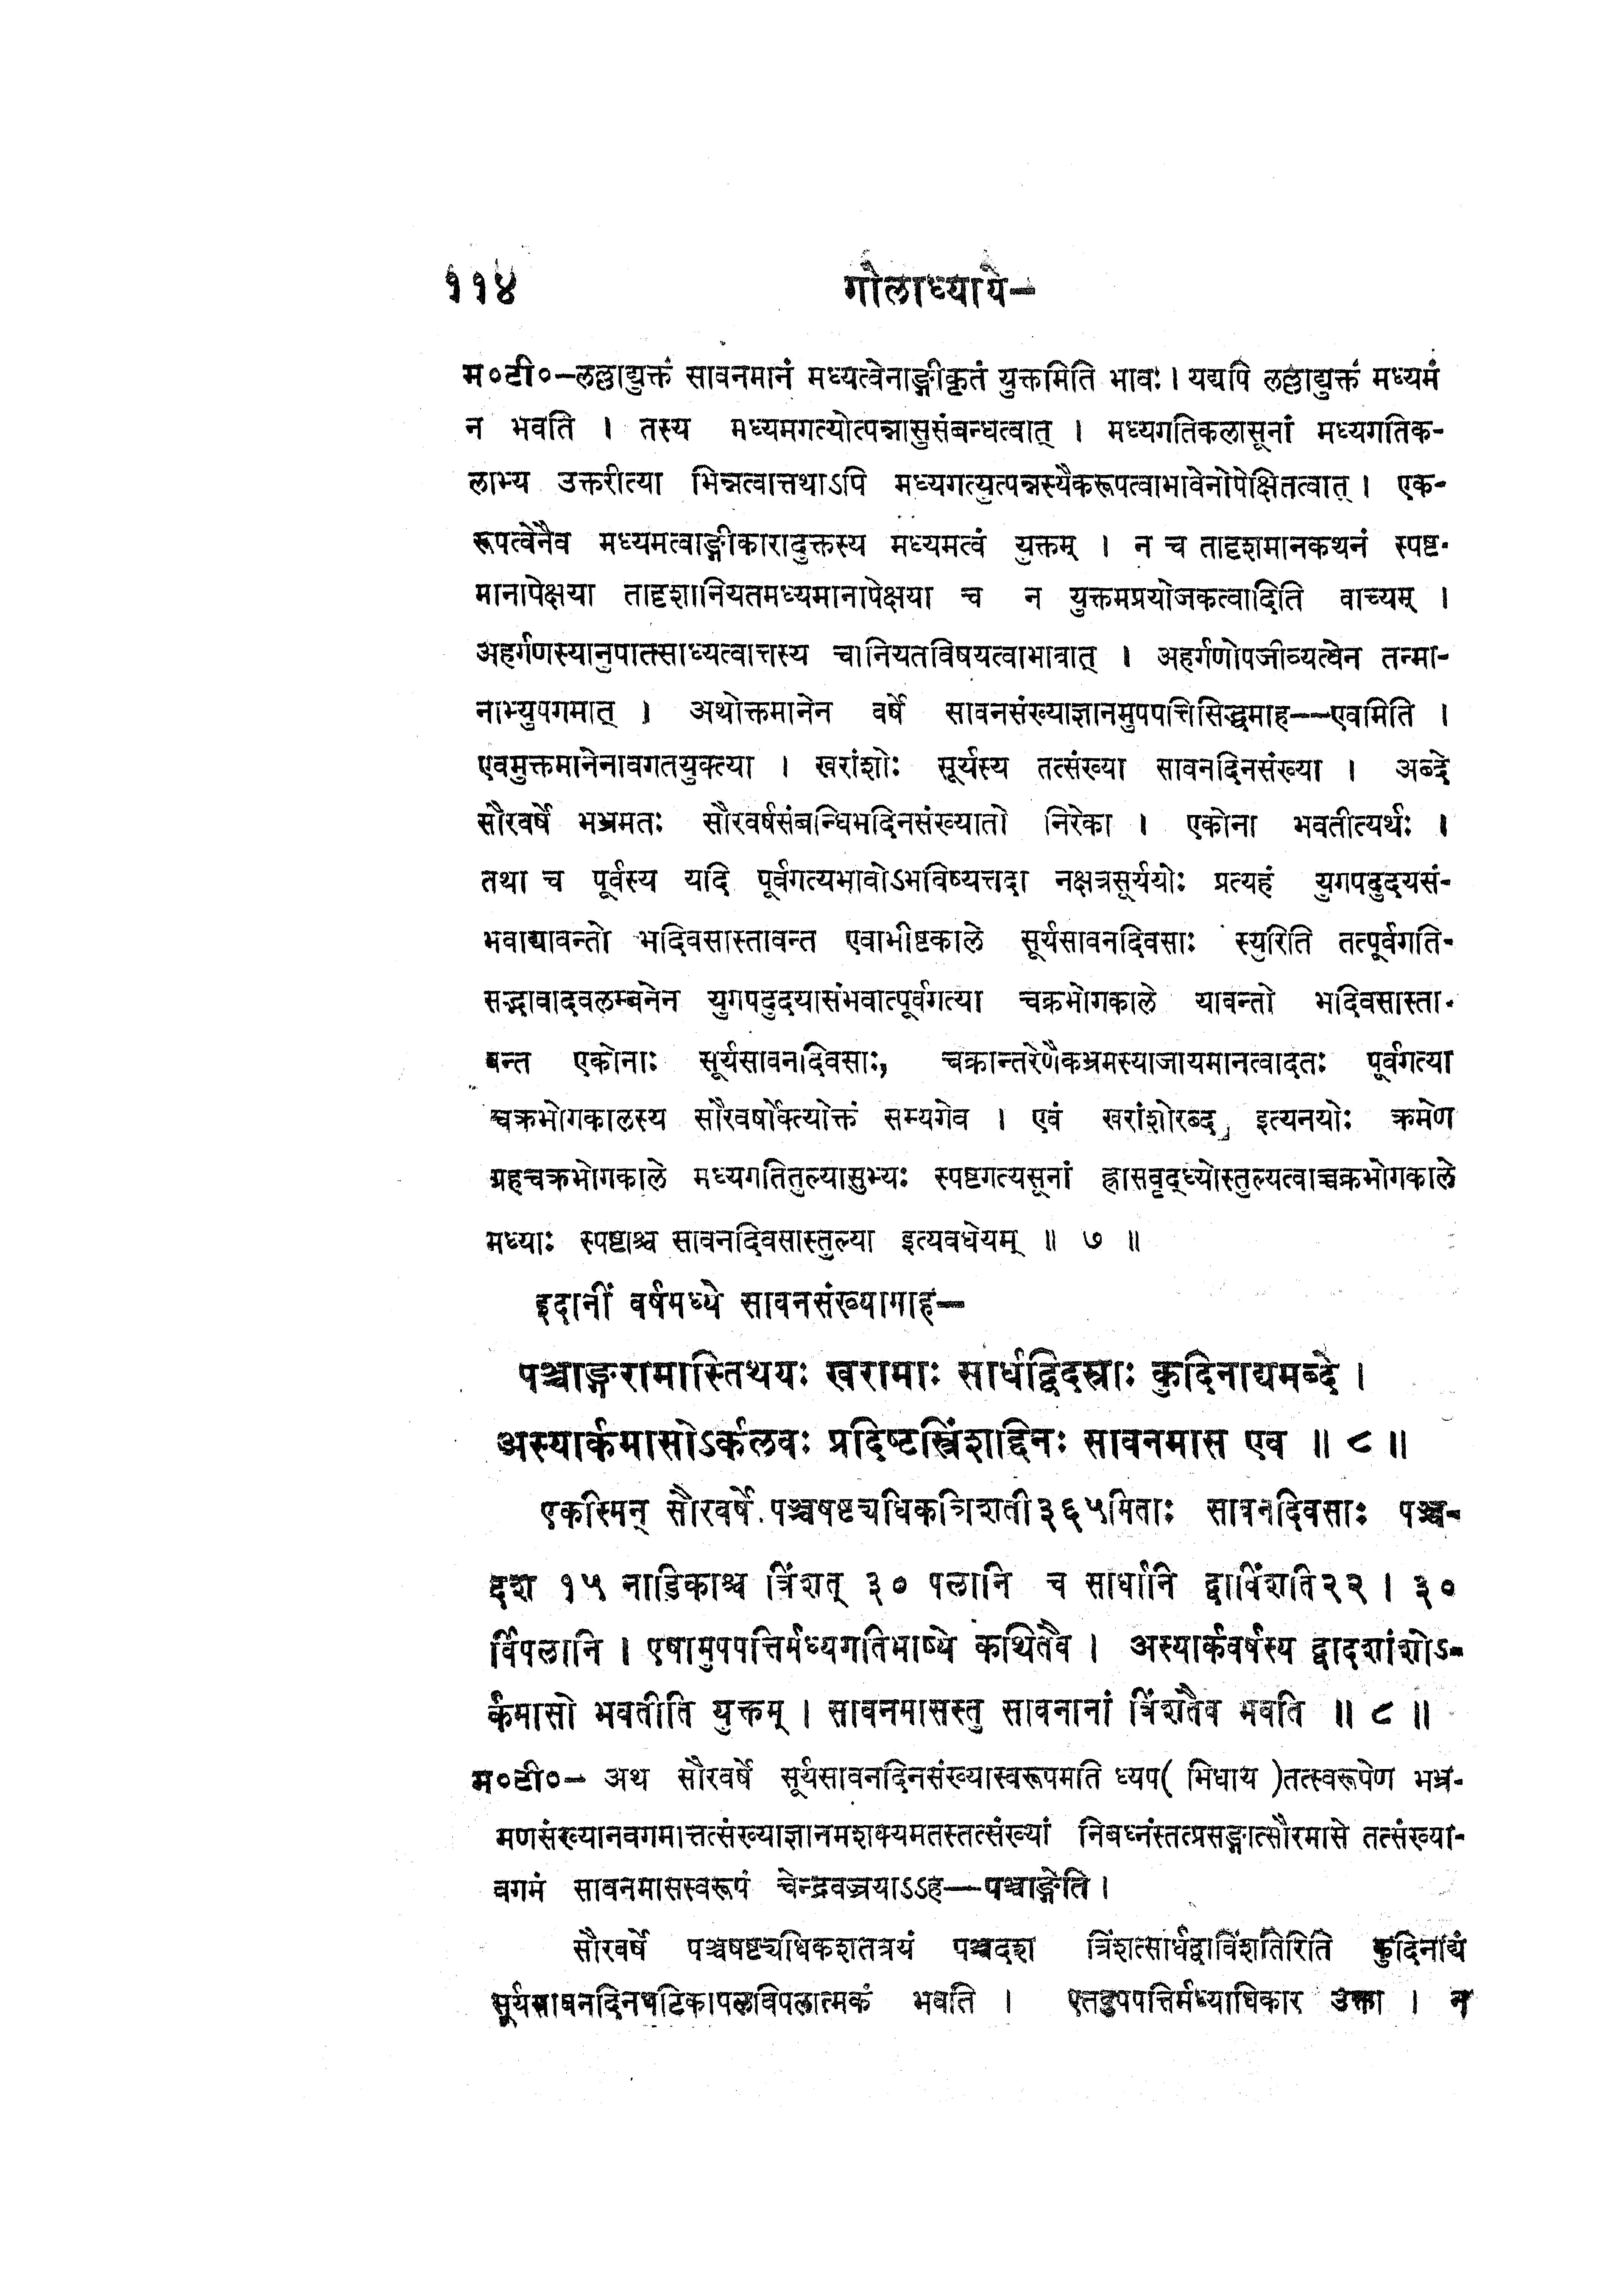 ११४ गोलाध्याये-
म०टी०-लल्लाद्युक्तं सावनमानं मध्यत्वेनाङ्गीकृतं युक्तमिति भावः। यद्यपि लल्लाद्युक्तं मध्यमं
न भवति । तस्य मध्यमगत्योत्पन्नासुसंबन्धत्वात् । मध्यगतिकलासूनां मध्यगतिक-
लाभ्य उक्तरीत्या भिन्नत्वात्तथाऽपि मध्यगत्युत्पन्नस्यैकरूपत्वाभावेनोपेक्षितत्वात् । एक-
रूपत्वेनैव मध्यमत्वाङ्गीकारादुक्तस्य मध्यमत्वं युक्तम् । न च तादृशमानकथनं स्पष्ट-
मानापेक्षया तादृशानियतमध्यमानापेक्षया च न युक्तमप्रयोजकत्वादिति वाच्यम् ।
अहर्गणस्यानुपातसाध्यत्वात्तस्य चानियतविषयत्वाभावात् । अहर्गणोपजीव्यत्वेन तन्मा-
नाभ्युपगमात् । अथोक्तमानेन वर्षे सावनसंख्याज्ञानमुपपत्तिसिद्धमाह--एवमिति ।
एवमुक्तमानेनावगतयुक्त्या । खरांशोः सूर्यस्य तत्संख्या सावनदिनसंख्या । अब्दे
सौरवर्षे भभ्रमतः सौरवर्षसंबन्धिभदिनसंख्यातो निरेका । एकोना भवतीत्यर्थः ।
तथा च पूर्वस्य यदि पूर्वगत्यभावोऽभविष्यत्तदा नक्षत्रसूर्ययोः प्रत्यहं युगपदुदयसं-
भवाद्यावन्तो भदिवसास्तावन्त एवाभीष्टकाले सूर्यसावनदिवसाः स्युरिति तत्पूर्वगति-
सद्भावादवलम्बनेन युगपदुदयासंभवात्पूर्वगत्या चक्रभोगकाले यावन्तो भदिवसास्ता-
वन्त एकोनाः सूर्यसावनदिवसाः, चक्रान्तरेणैकभ्रमस्याजायमानत्वादतः पूर्वगत्या
चक्रभोगकालस्य सौरवर्षोक्त्योक्तं सम्यगेव । एवं खरांशोरब्द इत्यनयोः क्रमेण
ग्रहचक्रभोगकाले मध्यगतितुल्यासुभ्यः स्पष्टगत्यसूनां ह्रासवृद्ध्योस्तुल्यत्वाच्चक्रभोगकाले
मध्याः स्पष्टाश्च सावनदिवसास्तुल्या इत्यवधेयम् ॥ ७ ॥
इदानीं वर्षमध्ये सावनसंख्यामाह—
पञ्चाङ्गरामास्तिथयः खरामाः सार्धद्विदस्राः कुदिनाद्यमब्दे ।
अस्यार्कमासोऽर्कलवः प्रदिष्टस्त्रिंशद्दिनः सावनमास एव ॥ ८ ॥
एकस्मिन् सौरवर्षे पञ्चषष्ट्यधिकत्रिशती३६५मिताः सावनदिवसाः पञ्च-
दश १५ नाडिकाश्च त्रिंशत् ३० पलानि च सार्धानि द्वाविंशति२२ । ३०
र्विपलानि । एषामुपपत्तिर्मध्यगतिभाष्ये कथितैव । अस्यार्कवर्षस्य द्वादशांशोऽ-
र्कमासो भवतीति युक्तम् । सावनमासस्तु सावनानां त्रिंशतैव भवति ॥ ८ ॥
म०टी०- अथ सौरवर्षे सूर्यसावनदिनसंख्यास्वरूपमति ध्यप( भिधाय )तत्स्वरूपेण भभ्र-
मणसंख्यानवगमात्तत्संख्याज्ञानमशक्यमतस्तत्संख्यां निबध्नंस्तत्प्रसङ्गात्सौरमासे तत्संख्या-
वगमं सावनमासस्वरूपं चेन्द्रवज्रयाऽऽह—पञ्चाङ्गेति ।
सौरवर्षे पञ्चषष्ट्यधिकशतत्रयं पञ्चदश त्रिंशत्सार्धद्वाविंशतिरिति कुदिनाद्यं
सूर्यसावनदिनघटिकापलविपलात्मकं भवति । एतदुपपत्तिर्मध्याधिकार उक्ता । न